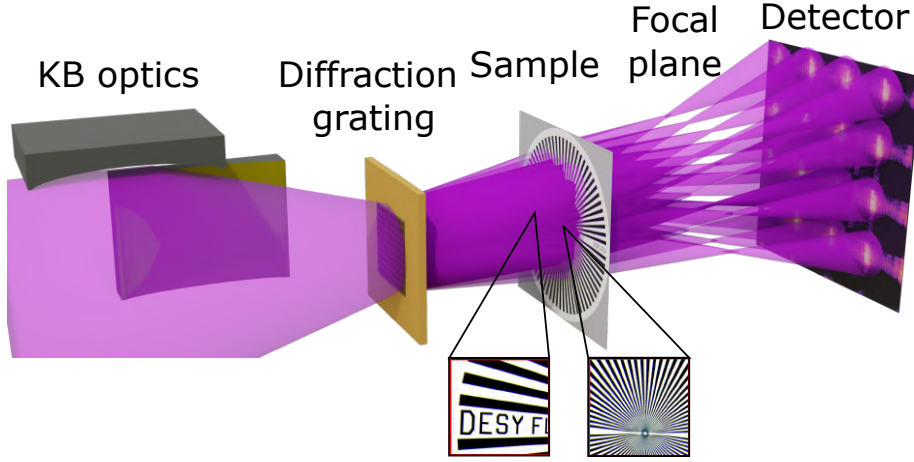 KB optics
Diffraction
grating
Sample
Focal
plane
Detector
DESY FL